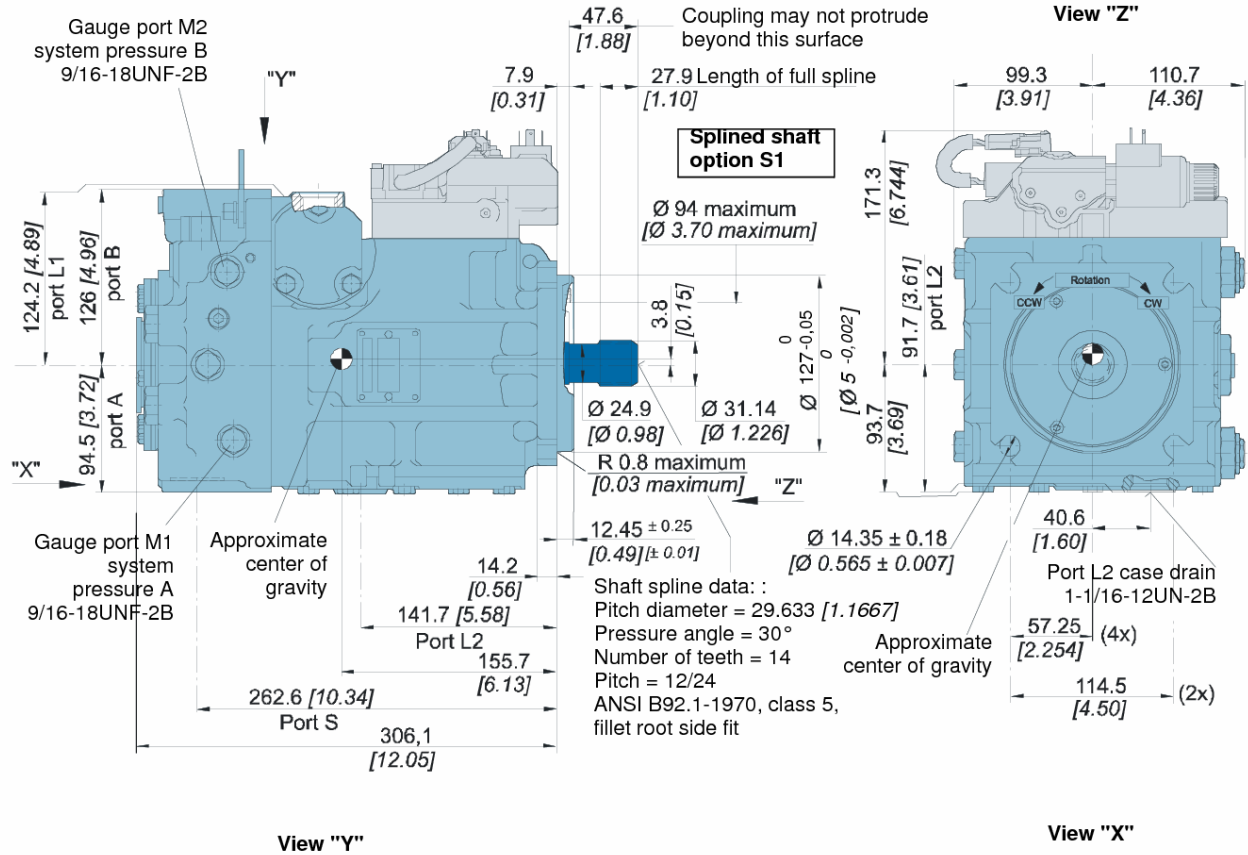 Gauge port M2
system pressure B
9/16-18UNF-2B
"Y"
47.6
[1.88]
Coupling may not protrude
beyond this surface
7.9
[0.31]
27.9 Length of full spline
[1.10]
Splined shaft
option S1
Ø 94 maximum
[Ø 3.70 maximum]
124.2 [4.89]
port L1
126 [4.96]
port B
94.5 [3.72]
port A
"X"
3.8
[0.15]
0
Ø 127-0,05
0
[Ø 5 -0,002]
Ø 24.9
[Ø 0.98]
Ø 31.14
[Ø 1.226]
R 0.8 maximum
[0.03 maximum]
"Z"
12.45 ± 0.25
[0.49] [± 0.01]
Gauge port M1
system
pressure A
9/16-18UNF-2B
Approximate
center of
gravity
14.2
[0.56]
141.7 [5.58]
Port L2
155.7
[6.13]
262.6 [10.34]
Port S
306,1
[12.05]
Shaft spline data: :
Pitch diameter = 29.633 [1.1667]
Pressure angle = 30°
Number of teeth = 14
Pitch = 12/24
ANSI B92.1-1970, class 5,
fillet root side fit
View "Z"
99.3
[3.91]
110.7
[4.36]
171.3
[6.744]
91.7 [3.61]
port L2
93.7
[3.69]
Rotation
CCW
CW
Ø 14.35 ± 0.18
[Ø 0.565 ± 0.007]
40.6
[1.60]
Port L2 case drain
1-1/16-12UN-2B
Approximate
center of gravity
57.25 (4x)
[2.254]
114.5 (2x)
[4.50]
View "Y"
View "X"